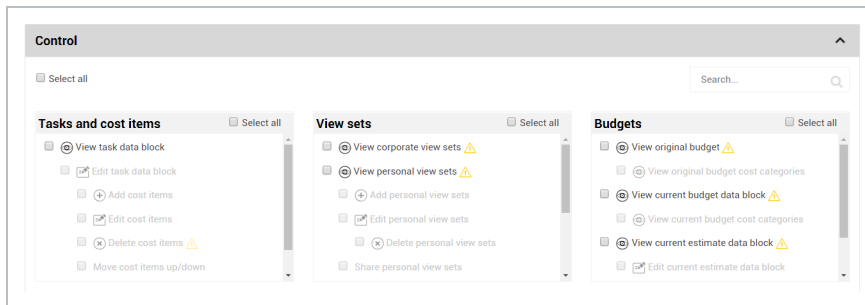 Control
Select all
Search...
Tasks and cost items
Select all
View task data block
Edit task data block
Add cost items
Edit cost items
Delete cost items
Move cost items up/down
View sets
Select all
View corporate view sets
View personal view sets
Add personal view sets
Edit personal view sets
Delete personal view sets
Share personal view sets
Budgets
Select all
View original budget
View original budget cost categories
View current budget data block
View current budget cost categories
View current estimate data block
Edit current estimate data block